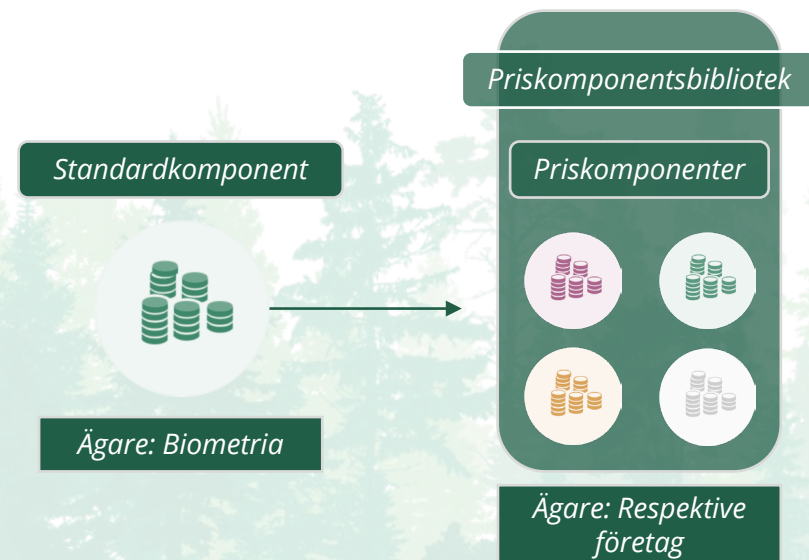 Priskomponentsbibliotek
Standardkomponent
Priskomponenter
Ägare: Biometria
Ägare: Respektive
företag